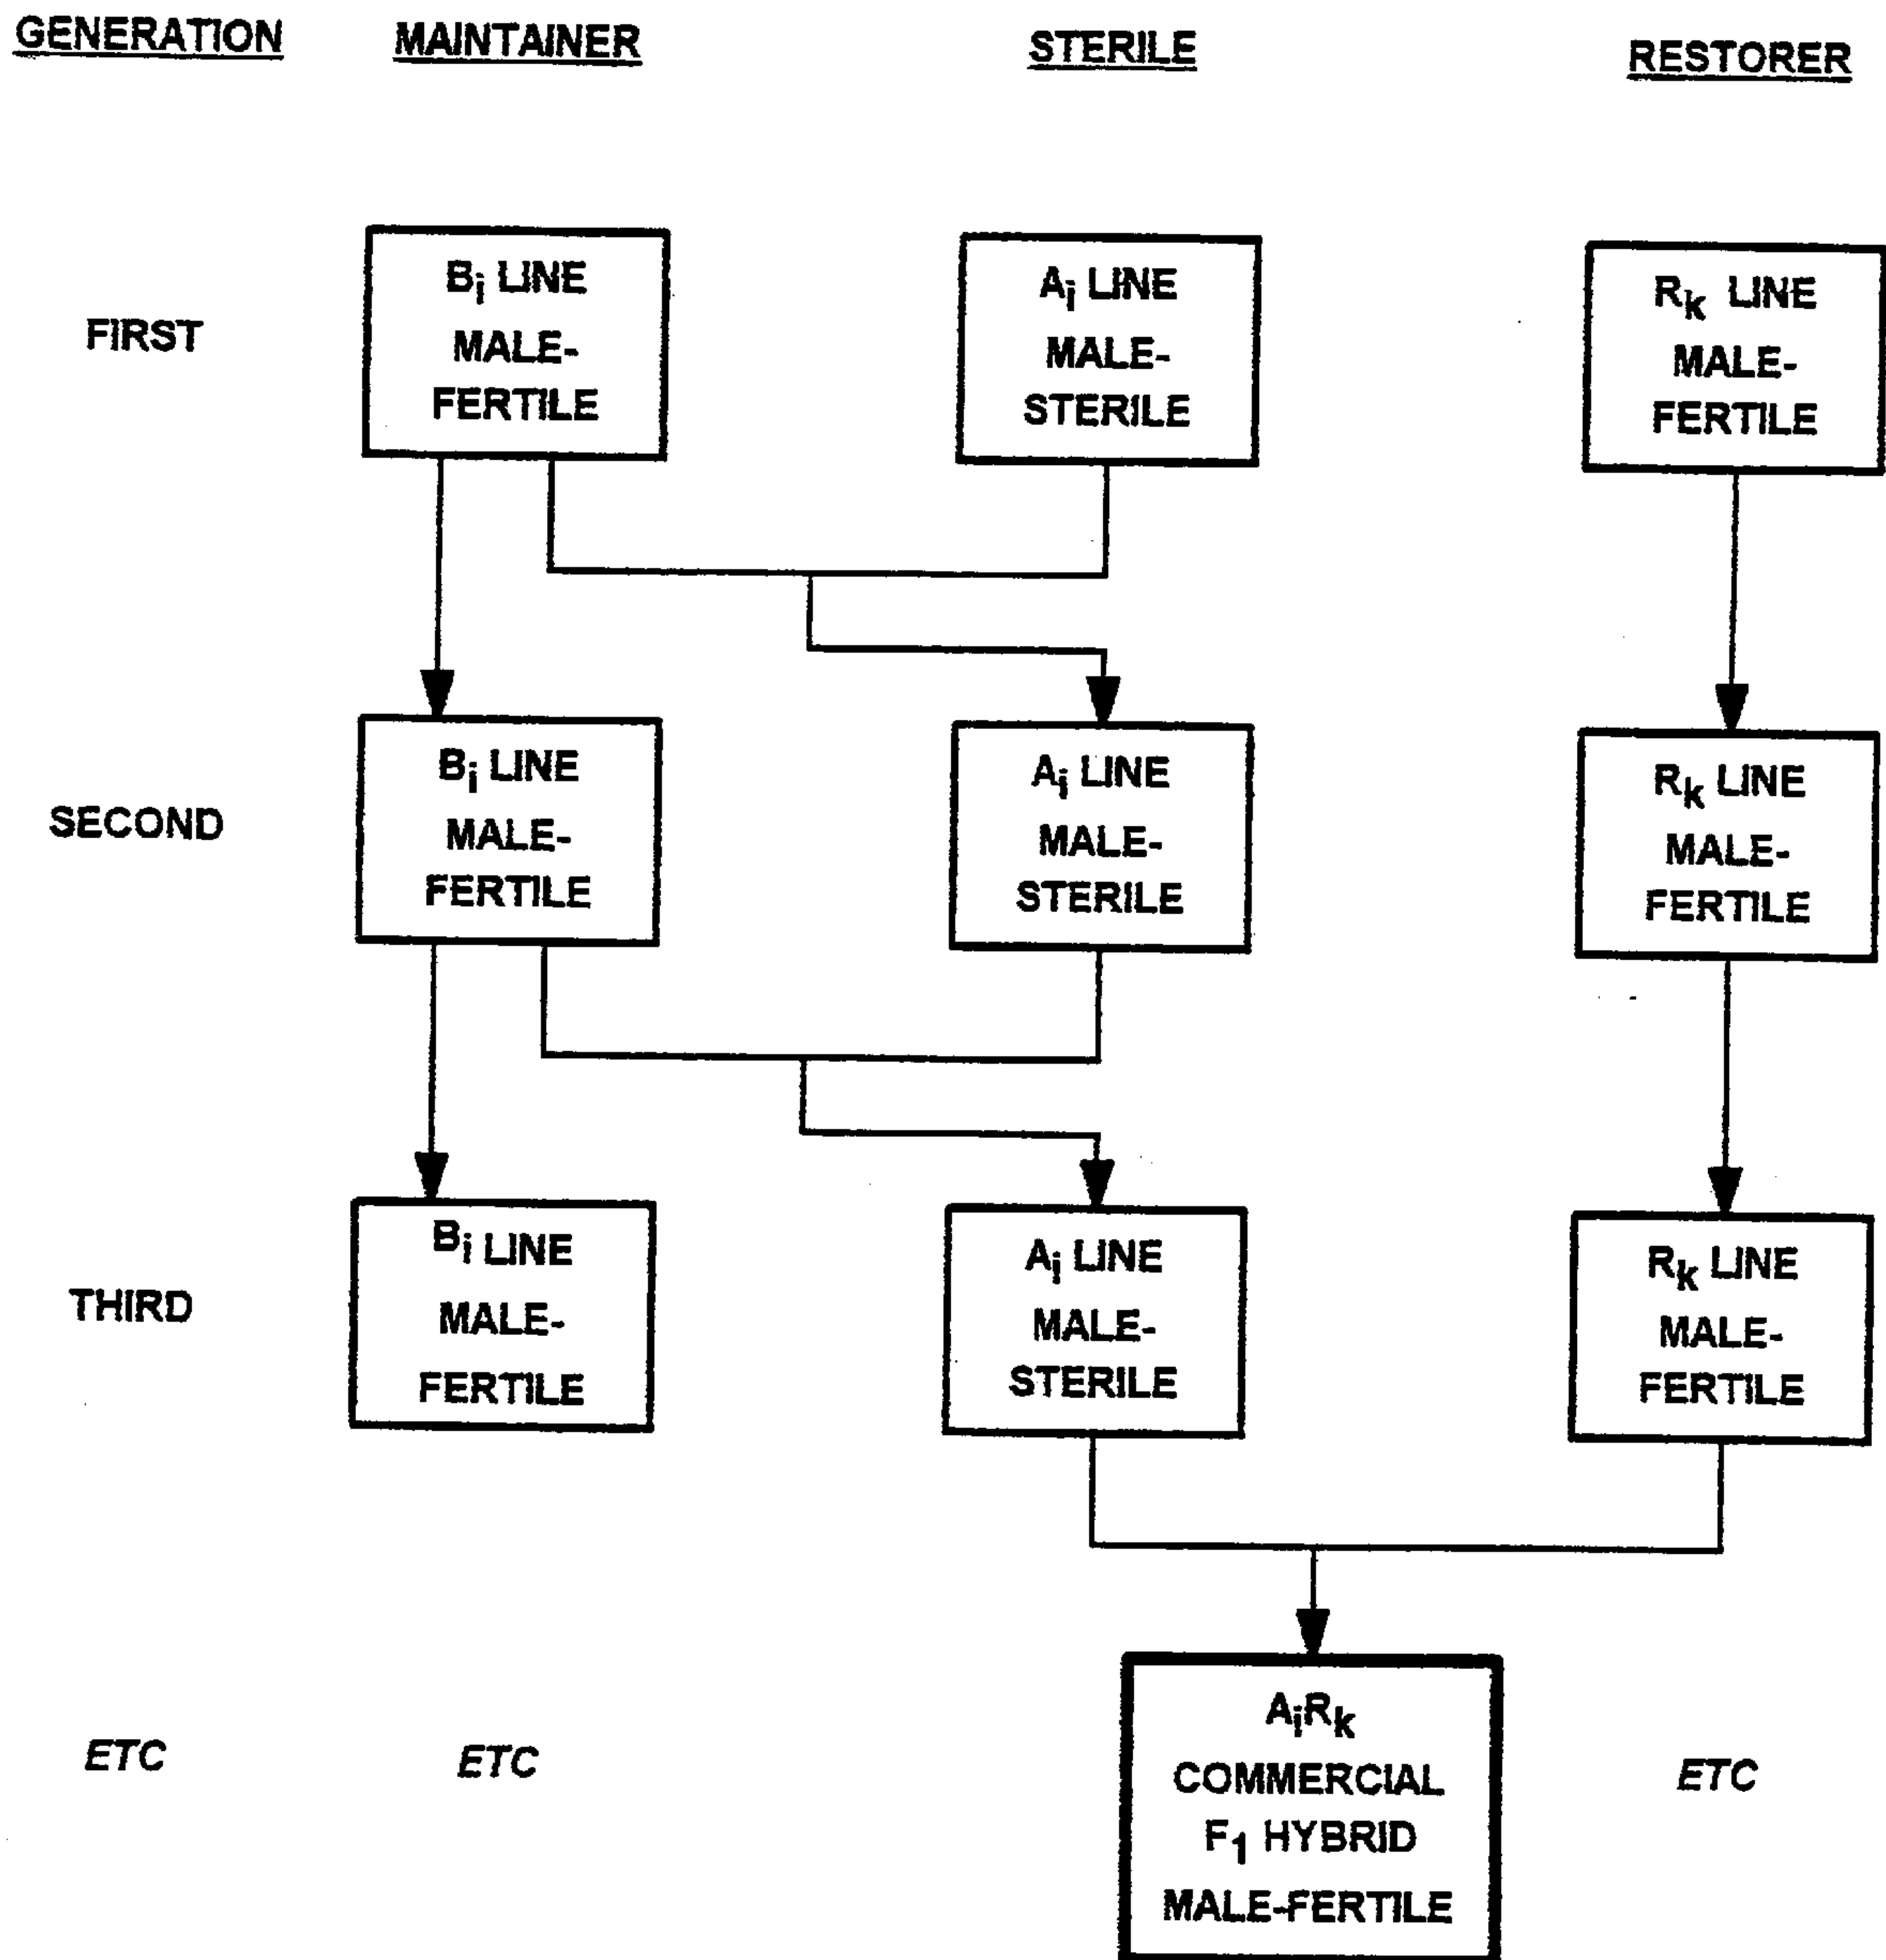 GENERATION MAINTAINER STERILE RESTORER
FIRST
Bi LINE
MALE-
FERTILE
Ai LINE
MALE-
STERILE
Rk LINE
MALE-
FERTILE
SECOND
Bi LINE
MALE-
FERTILE
Ai LINE
MALE-
STERILE
Rk LINE
MALE-
FERTILE
THIRD
Bi LINE
MALE-
FERTILE
Ai LINE
MALE-
STERILE
Rk LINE
MALE-
FERTILE
ETC
ETC
AiRk
COMMERCIAL
F1 HYBRID
MALE-FERTILE
ETC